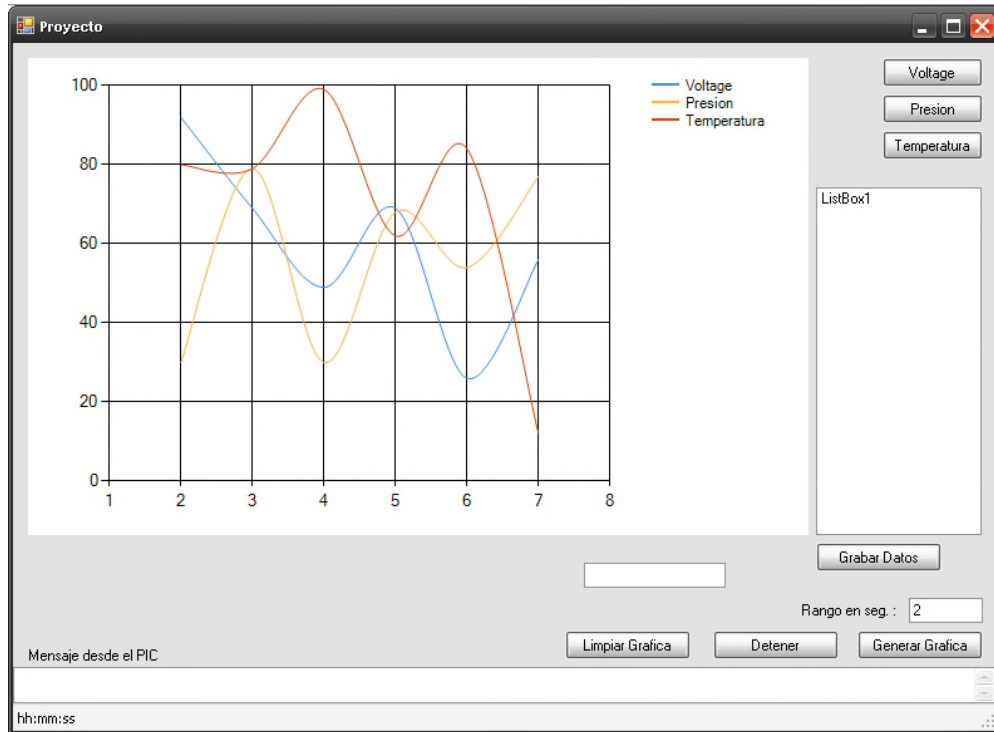 Proyecto
100
80
60
40
20
0
1 2 3 4 5 6 7 8
Voltage
Presion
Temperatura
Voltage
Presion
Temperatura
ListBox1
Grabar Datos
Rango en seg. : 2
Limpiar Grafica Detener Generar Grafica
Mensaje desde el PIC
hh:mm:ss